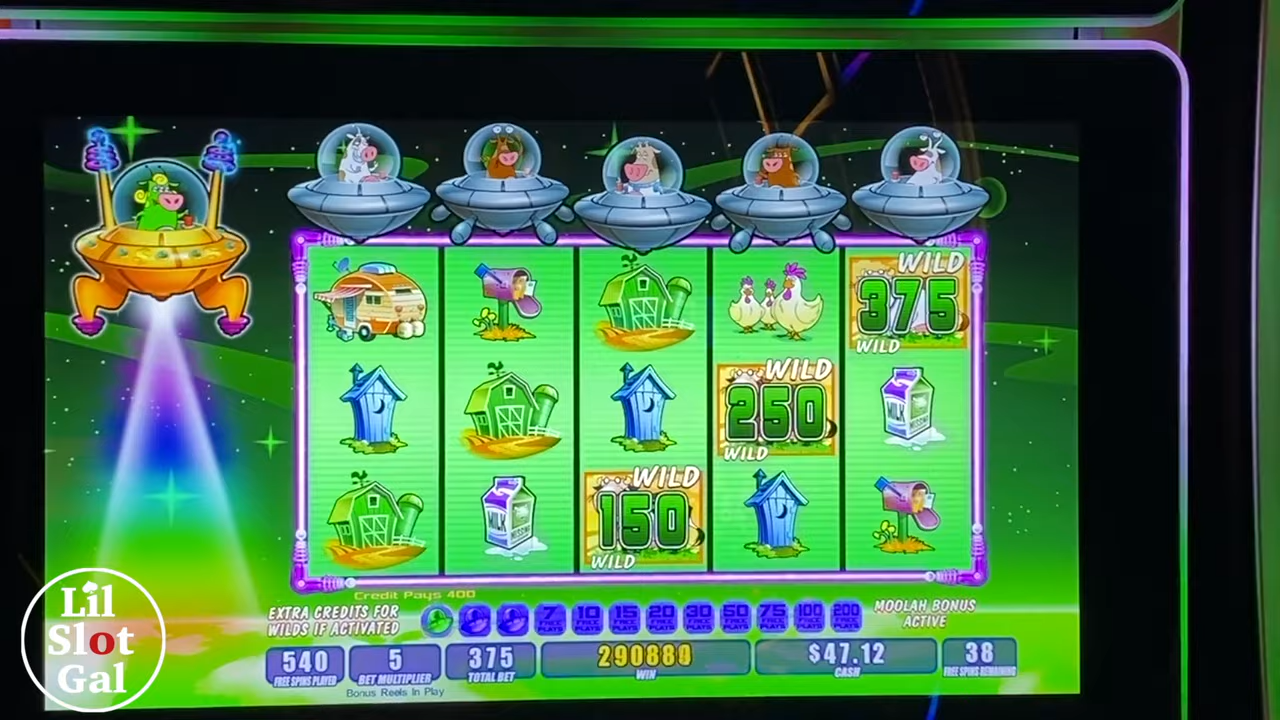 WILD
375
WILD
WILD
250
WILD
MILK
WILD
150
WILD
MILK
MISSING
Credit Pays 400
EXTRA CREDITS FOR
WILDS IF ACTIVATED
7 FREE PLAYS
10 FREE PLAYS
15 FREE PLAYS
20 FREE PLAYS
30 FREE PLAYS
50 FREE PLAYS
75 FREE PLAYS
100 FREE PLAYS
200 FREE PLAYS
MOOLAH BONUS
ACTIVE
540
FREE SPINS PLAYED
5
BET MULTIPLIER
375
TOTAL BET
290889
WIN
$47.12
CASH
38
FREE SPINS REMAINING
Bonus Reels In Play
Lil
Slot
Gal